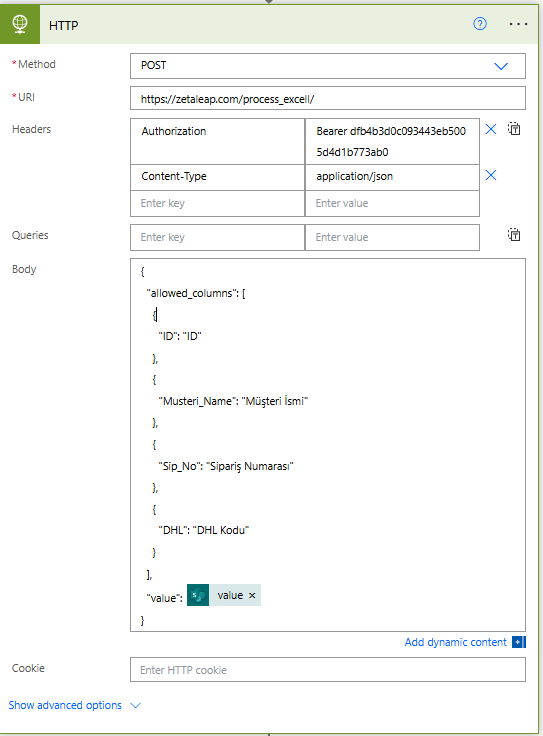 HTTP
? ...
* Method
POST
* URI
https://zetaleap.com/process_excell/
Headers
Authorization
Bearer dfb4b3d0c093443eb500
5d4d1b773ab0
Content-Type
application/json
Enter key
Enter value
Queries
Enter key
Enter value
Body
{
"allowed_columns": [
{
"ID": "ID"
},
{
"Musteri_Name": "Müşteri İsmi"
},
{
"Sip_No": "Sipariş Numarası"
},
{
"DHL": "DHL Kodu"
}
],
"value": S value ×
}
Add dynamic content +
Cookie
Enter HTTP cookie
Show advanced options